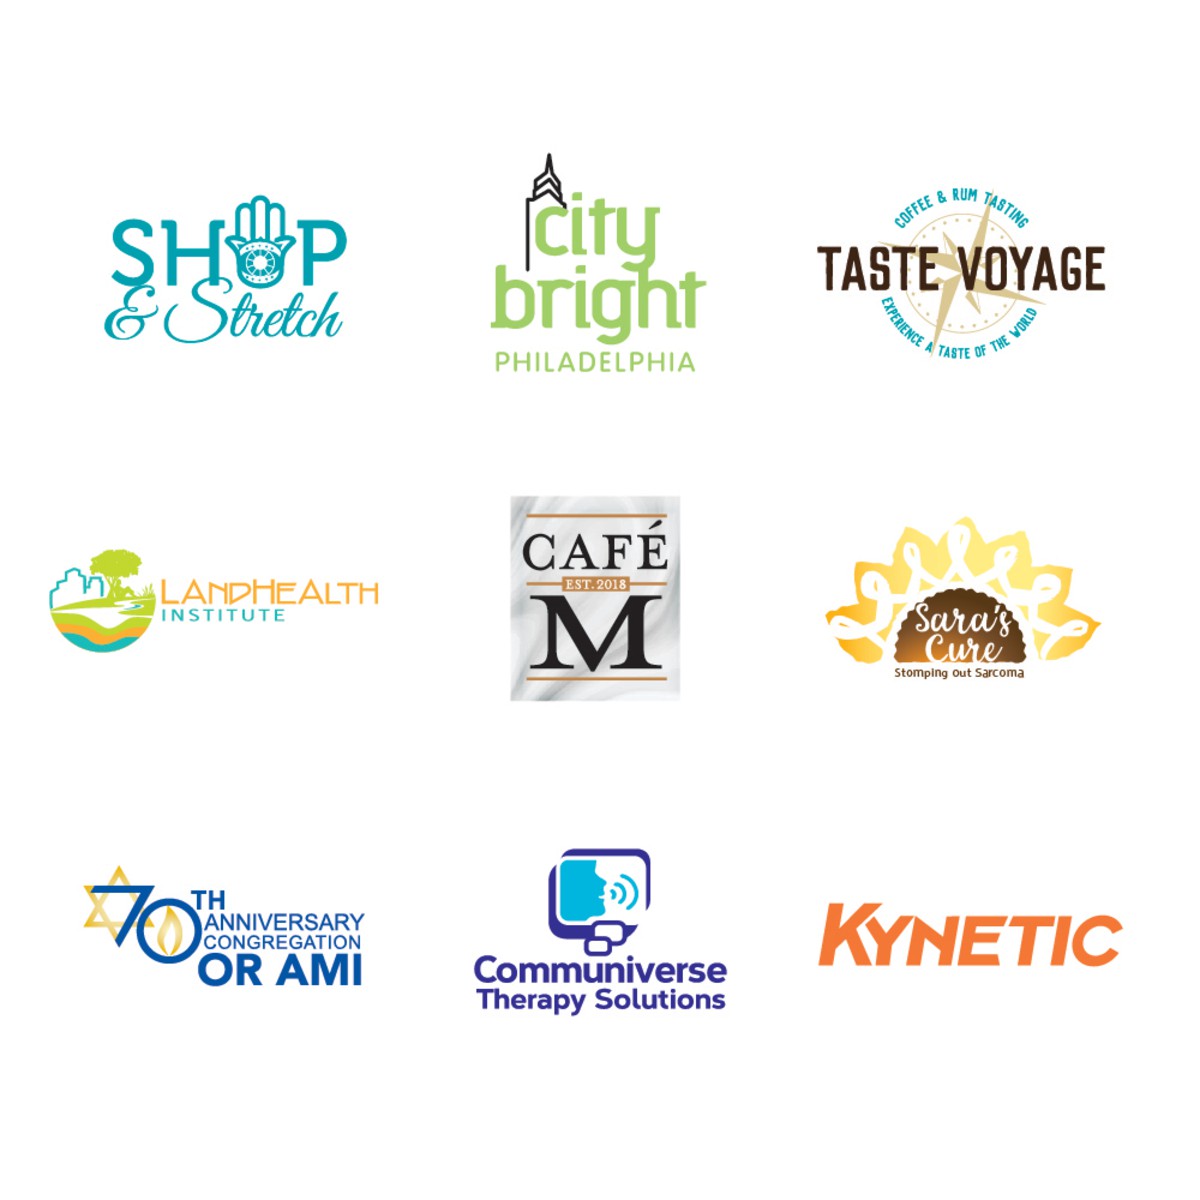 SHOP
& Stretch
city
bright
PHILADELPHIA
COFFEE & RUM TASTING
TASTE VOYAGE
EXPERIENCE A TASTE OF THE WORLD
LANDHEALTH
INSTITUTE
CAFÉ
EST. 2018
M
Sara's
Cure
Stomping out Sarcoma
70TH
ANNIVERSARY
CONGREGATION
OR AMI
Communiverse
Therapy Solutions
KYNETIC